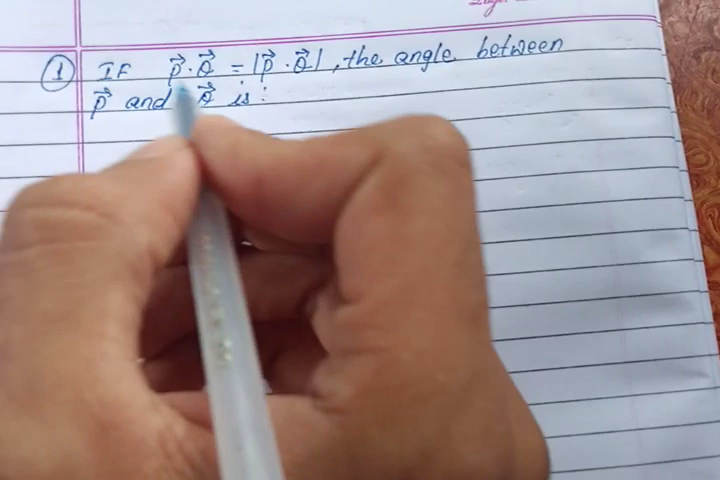 ① IF P⃗·Q⃗ = |P⃗·Q⃗|, the angle between
P⃗ and Q⃗ is: